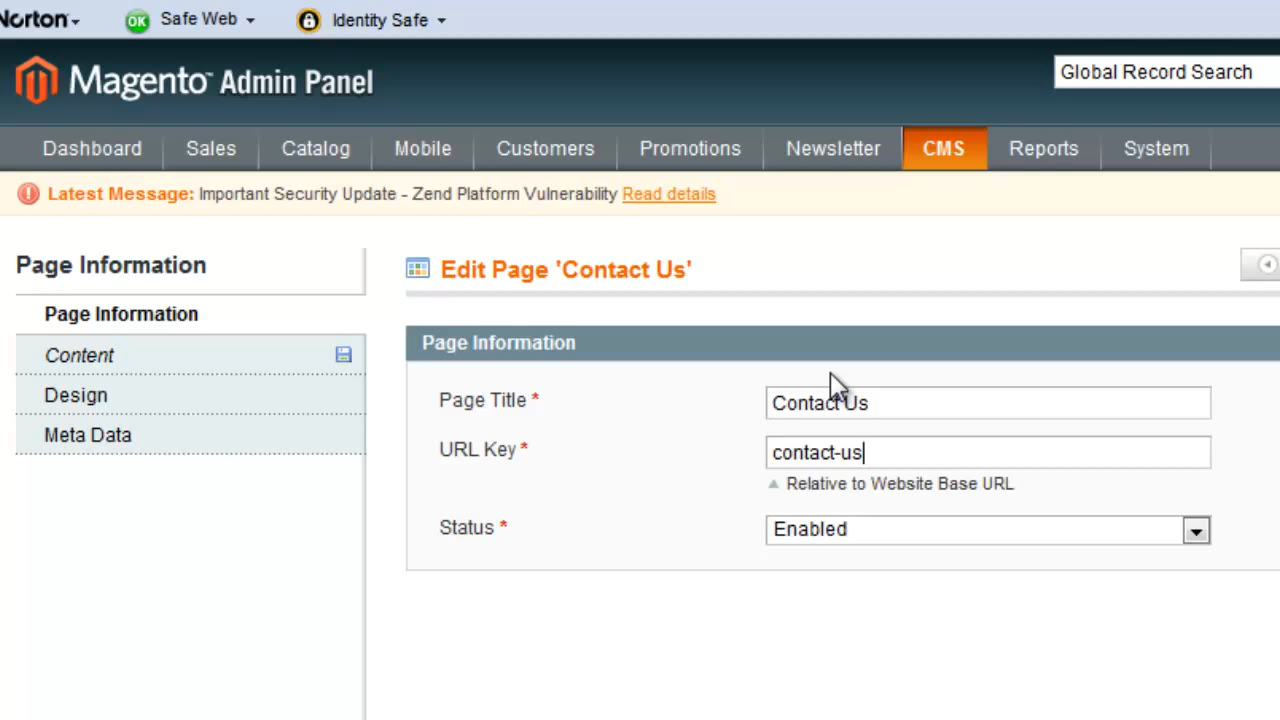 Norton
OK Safe Web
Identity Safe
Magento™ Admin Panel
Global Record Search
Dashboard Sales Catalog Mobile Customers Promotions Newsletter CMS Reports System
Latest Message: Important Security Update - Zend Platform Vulnerability Read details
Page Information
Page Information
Content
Design
Meta Data
Edit Page 'Contact Us'
Page Information
Page Title * Contact Us
URL Key * contact-us
Relative to Website Base URL
Status * Enabled